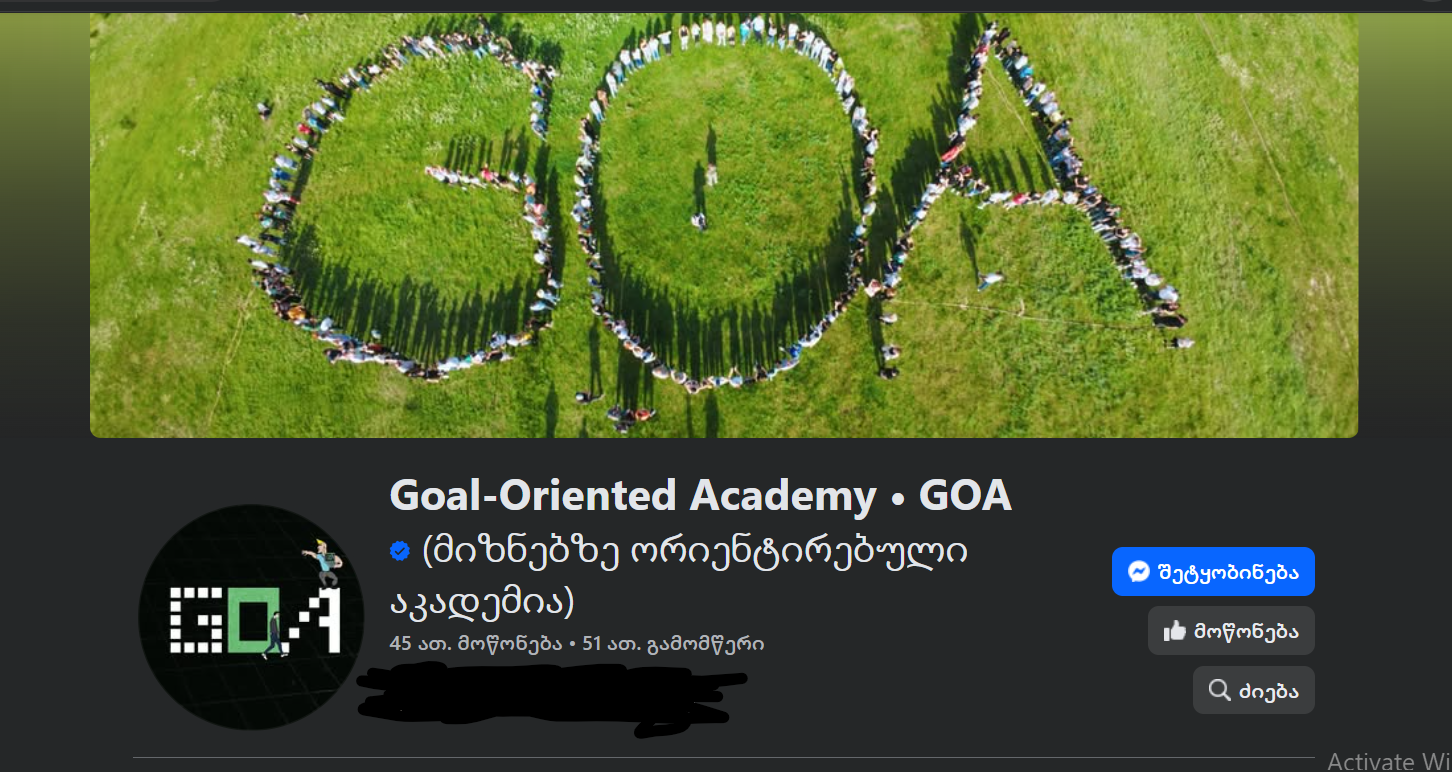 GOA
Goal-Oriented Academy • GOA
(მიზნებზე ორიენტირებული
აკადემია)
45 ათ. მოწონება • 51 ათ. გამომწერი
GOA
შეტყობინება
მოწონება
ძიება
Activate Wi